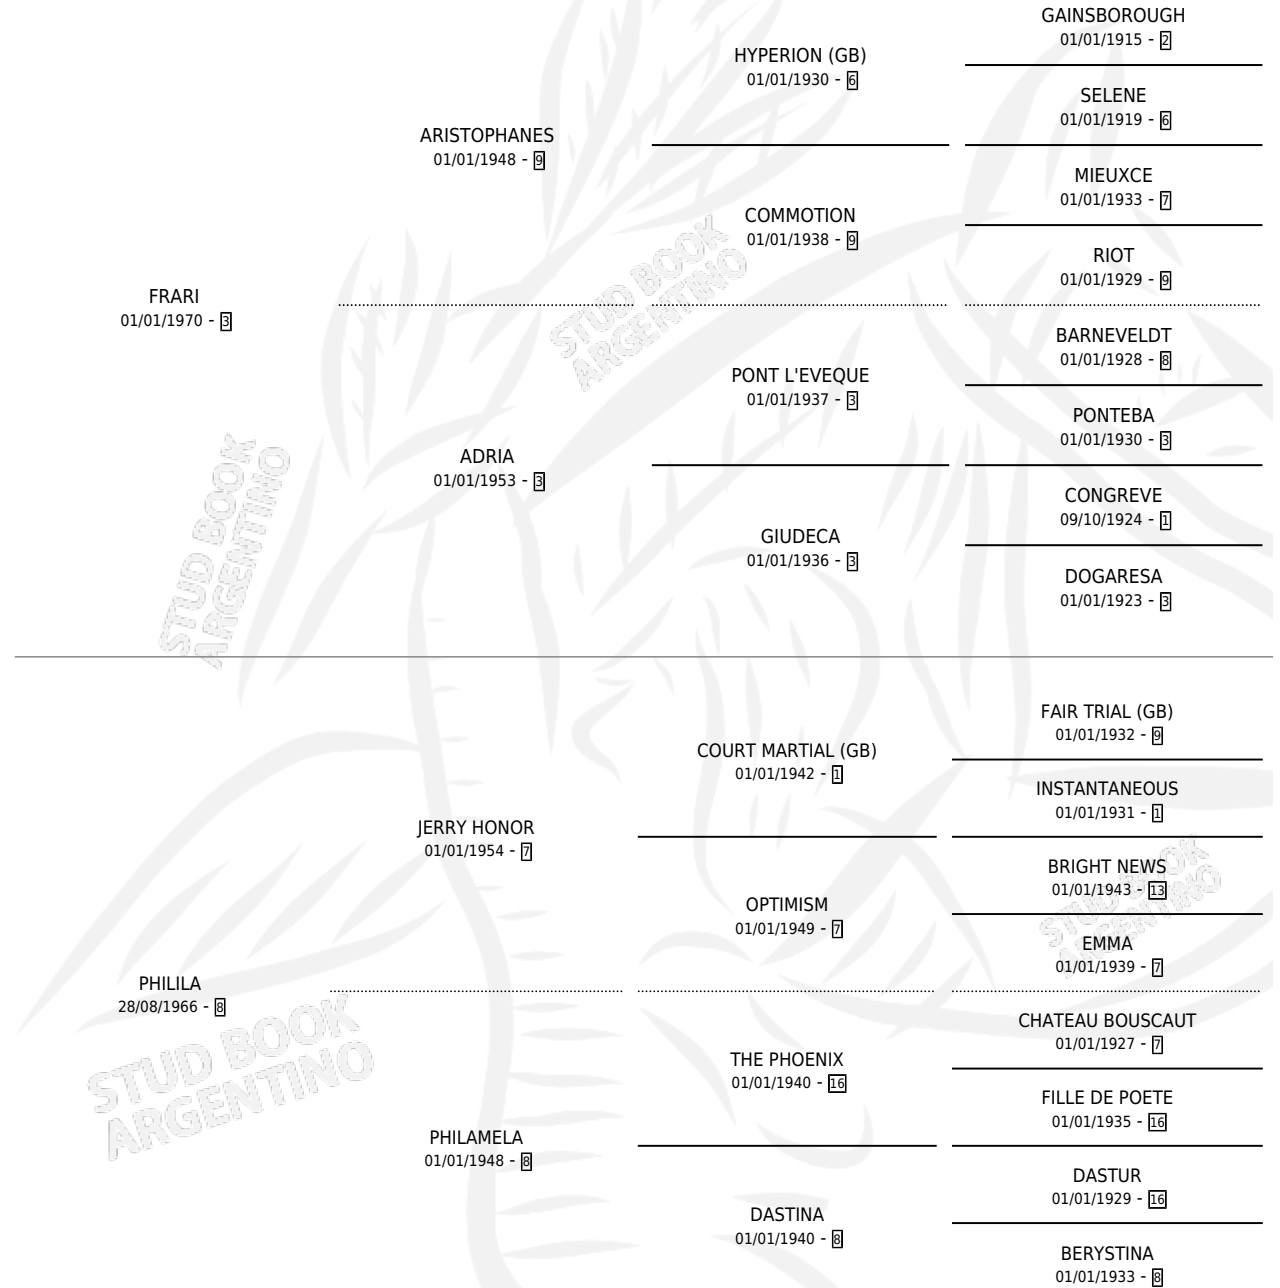 GAINSBOROUGH
01/01/1915 - 2
HYPERION (GB)
01/01/1930 - 6
SELENE
01/01/1919 - 6
ARISTOPHANES
01/01/1948 - 9
MIEUXCE
01/01/1933 - 7
COMMOTION
01/01/1938 - 9
RIOT
01/01/1929 - 9
FRARI
01/01/1970 - 3
STUD BOOK
ARGENTINO
BARNEVELDT
01/01/1928 - 8
PONT L'EVEQUE
01/01/1937 - 3
PONTEBA
01/01/1930 - 3
ADRIA
01/01/1953 - 3
CONGREVE
09/10/1924 - 1
GIUDECA
01/01/1936 - 3
DOGARESA
01/01/1923 - 3
STUD BOOK
ARGENTINO
FAIR TRIAL (GB)
01/01/1932 - 9
COURT MARTIAL (GB)
01/01/1942 - 1
INSTANTANEOUS
01/01/1931 - 1
JERRY HONOR
01/01/1954 - 7
BRIGHT NEWS
01/01/1943 - 13
OPTIMISM
01/01/1949 - 7
EMMA
01/01/1939 - 7
STUD BOOK
ARGENTINO
PHILILA
28/08/1966 - 8
CHATEAU BOUSCAUT
01/01/1927 - 7
THE PHOENIX
01/01/1940 - 16
FILLE DE POETE
01/01/1935 - 16
STUD BOOK
ARGENTINO
PHILAMELA
01/01/1948 - 8
DASTUR
01/01/1929 - 16
DASTINA
01/01/1940 - 8
BERYSTINA
01/01/1933 - 8